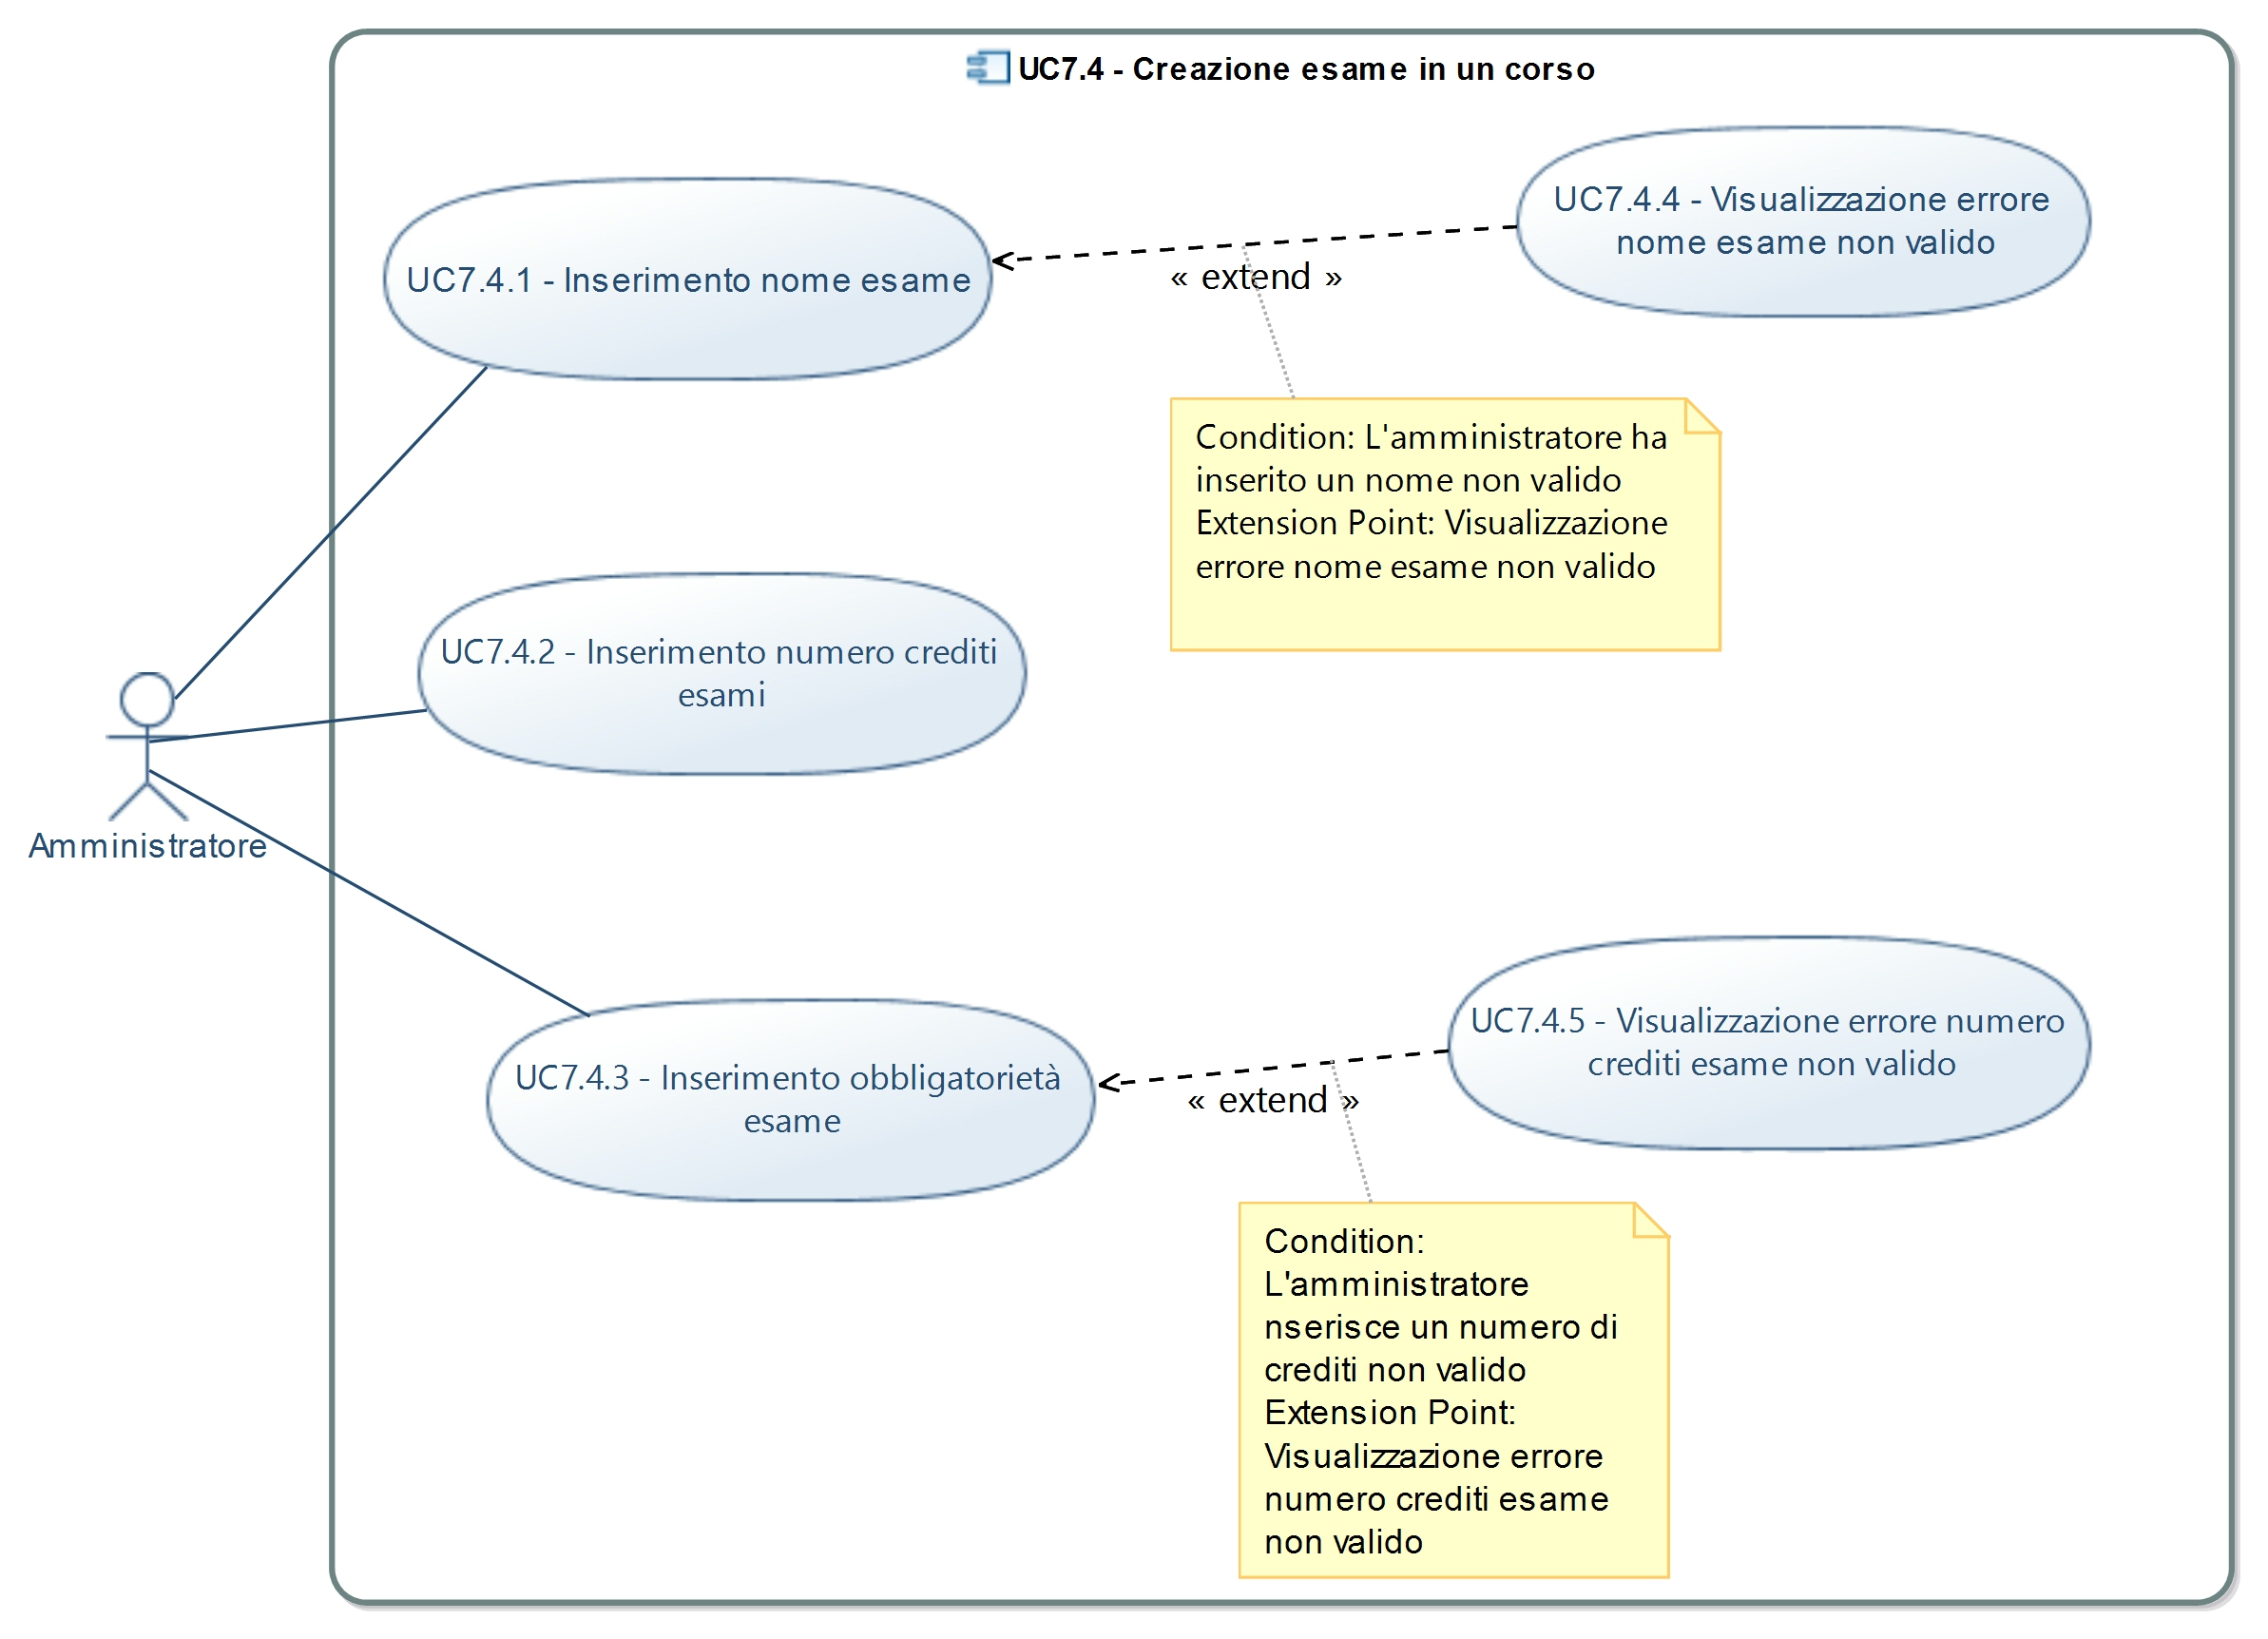 UC7.4 - Creazione esame in un corso
UC7.4.1 - Inserimento nome esame
« extend »
UC7.4.4 - Visualizzazione errore
nome esame non valido
Condition: L'amministratore ha
inserito un nome non valido
Extension Point: Visualizzazione
errore nome esame non valido
UC7.4.2 - Inserimento numero crediti
esami
Amministratore
UC7.4.3 - Inserimento obbligatorietà
esame
« extend »
UC7.4.5 - Visualizzazione errore numero
crediti esame non valido
Condition:
L'amministratore
nserisce un numero di
crediti non valido
Extension Point:
Visualizzazione errore
numero crediti esame
non valido